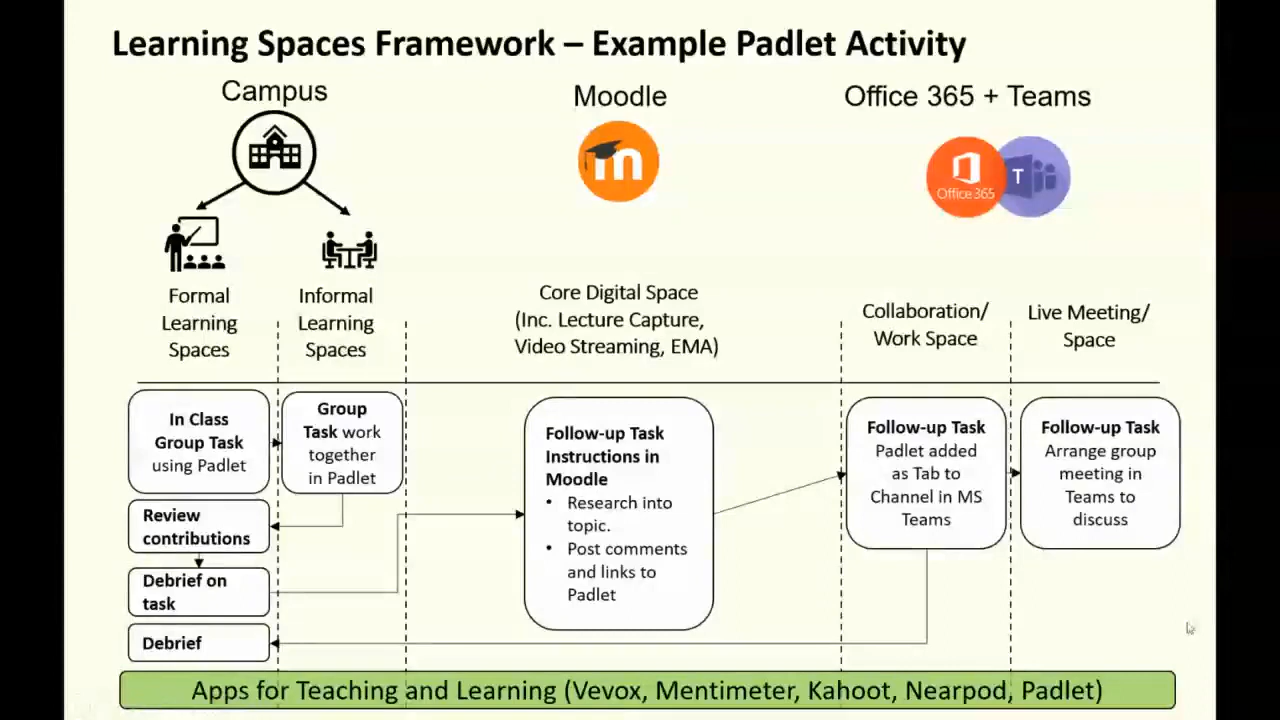 Learning Spaces Framework – Example Padlet Activity
Campus
Moodle
Office 365 + Teams
m
Office 365
T
Formal
Learning
Spaces
Informal
Learning
Spaces
Core Digital Space
(Inc. Lecture Capture,
Video Streaming, EMA)
Collaboration/
Work Space
Live Meeting/
Space
In Class
Group Task
using Padlet
Group
Task work
together
in Padlet
Review
contributions
Debrief on
task
Debrief
Follow-up Task
Instructions in
Moodle
• Research into
topic.
• Post comments
and links to
Padlet
Follow-up Task
Padlet added
as Tab to
Channel in MS
Teams
Follow-up Task
Arrange group
meeting in
Teams to
discuss
Apps for Teaching and Learning (Vevox, Mentimeter, Kahoot, Nearpod, Padlet)